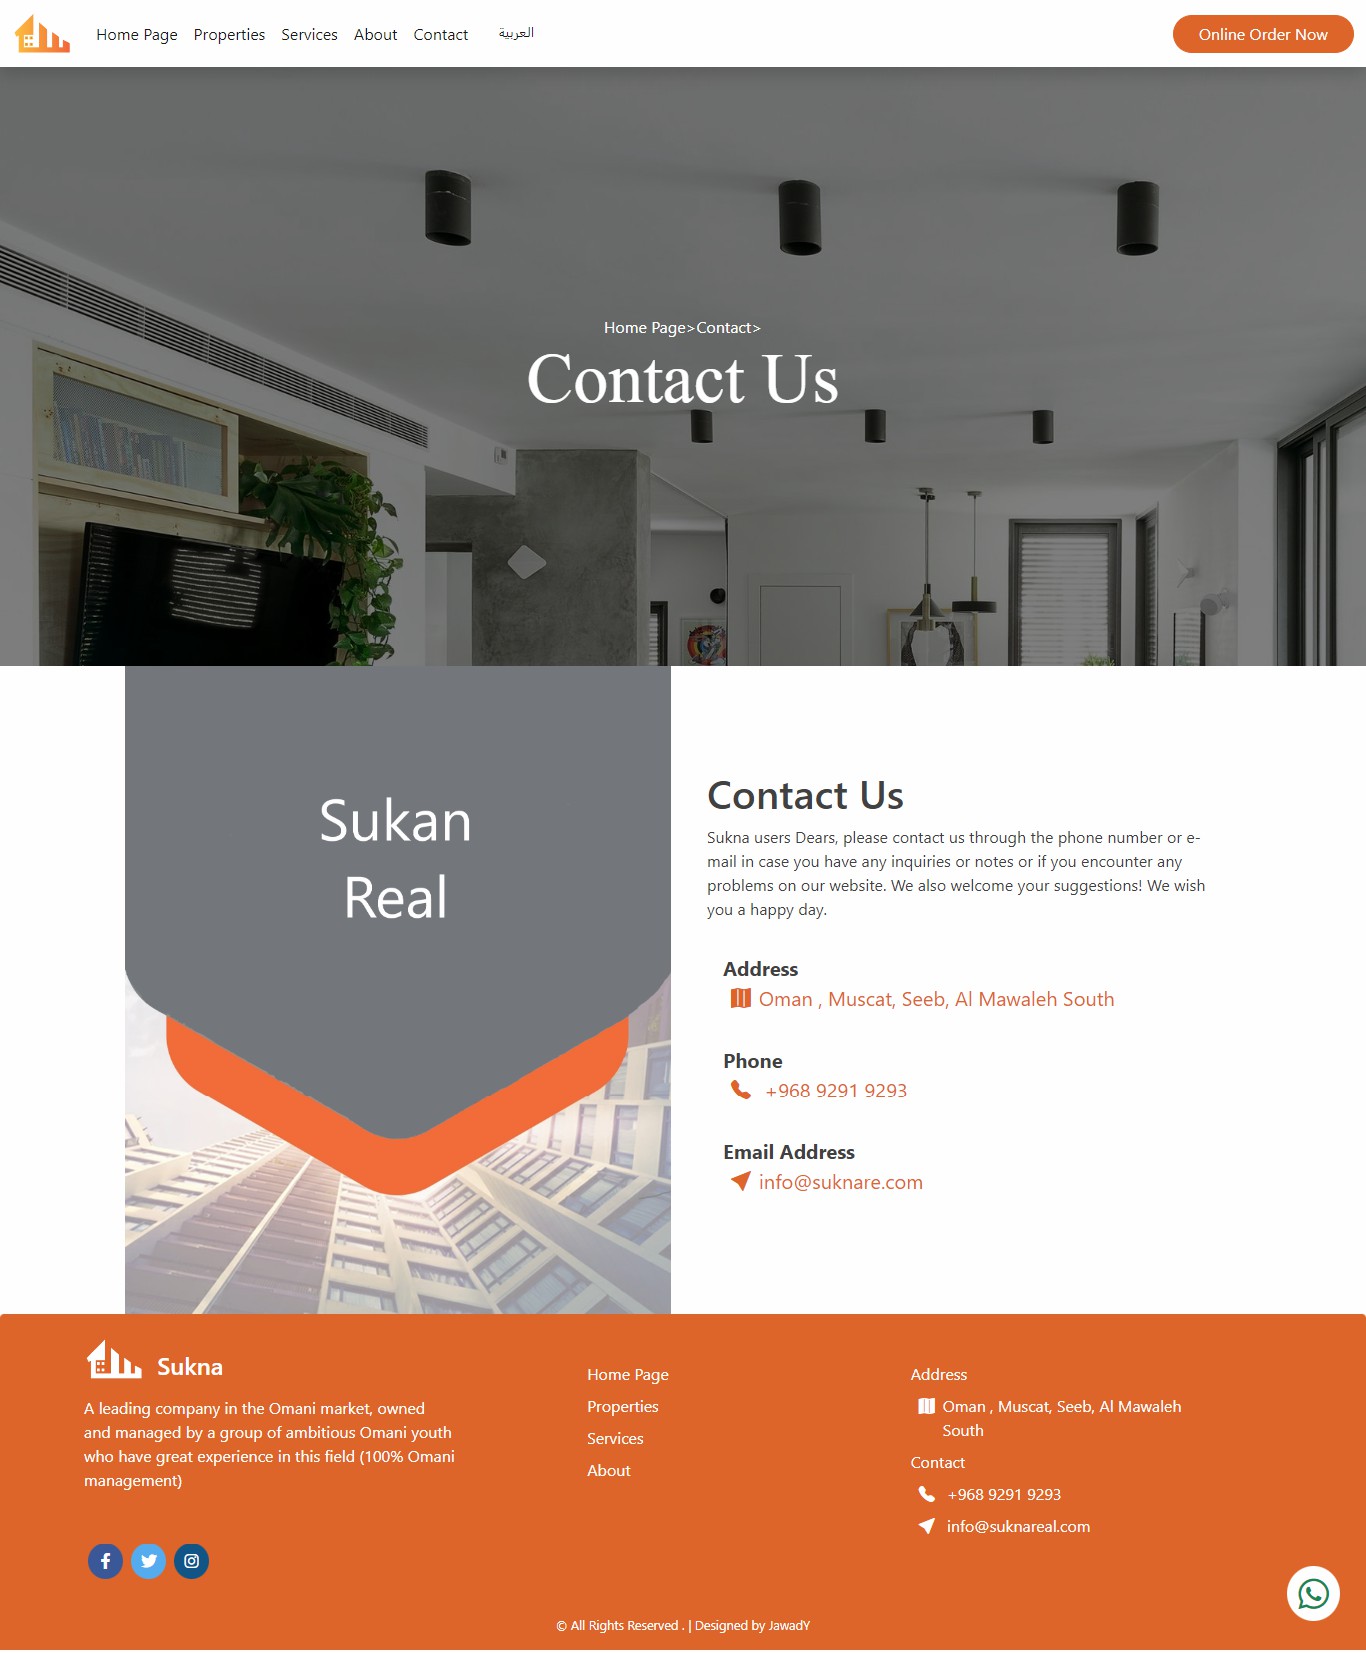 Home Page Properties Services About Contact العربية Online Order Now
Home Page>Contact>
Contact Us
Sukan
Real
Contact Us
Sukna users Dears, please contact us through the phone number or e-
mail in case you have any inquiries or notes or if you encounter any
problems on our website. We also welcome your suggestions! We wish
you a happy day.
Address
Oman , Muscat, Seeb, Al Mawaleh South
Phone
+968 9291 9293
Email Address
info@suknare.com
Sukna
A leading company in the Omani market, owned
and managed by a group of ambitious Omani youth
who have great experience in this field (100% Omani
management)
Home Page
Properties
Services
About
Address
Oman , Muscat, Seeb, Al Mawaleh
South
Contact
+968 9291 9293
info@suknareal.com
© All Rights Reserved . | Designed by JawadY